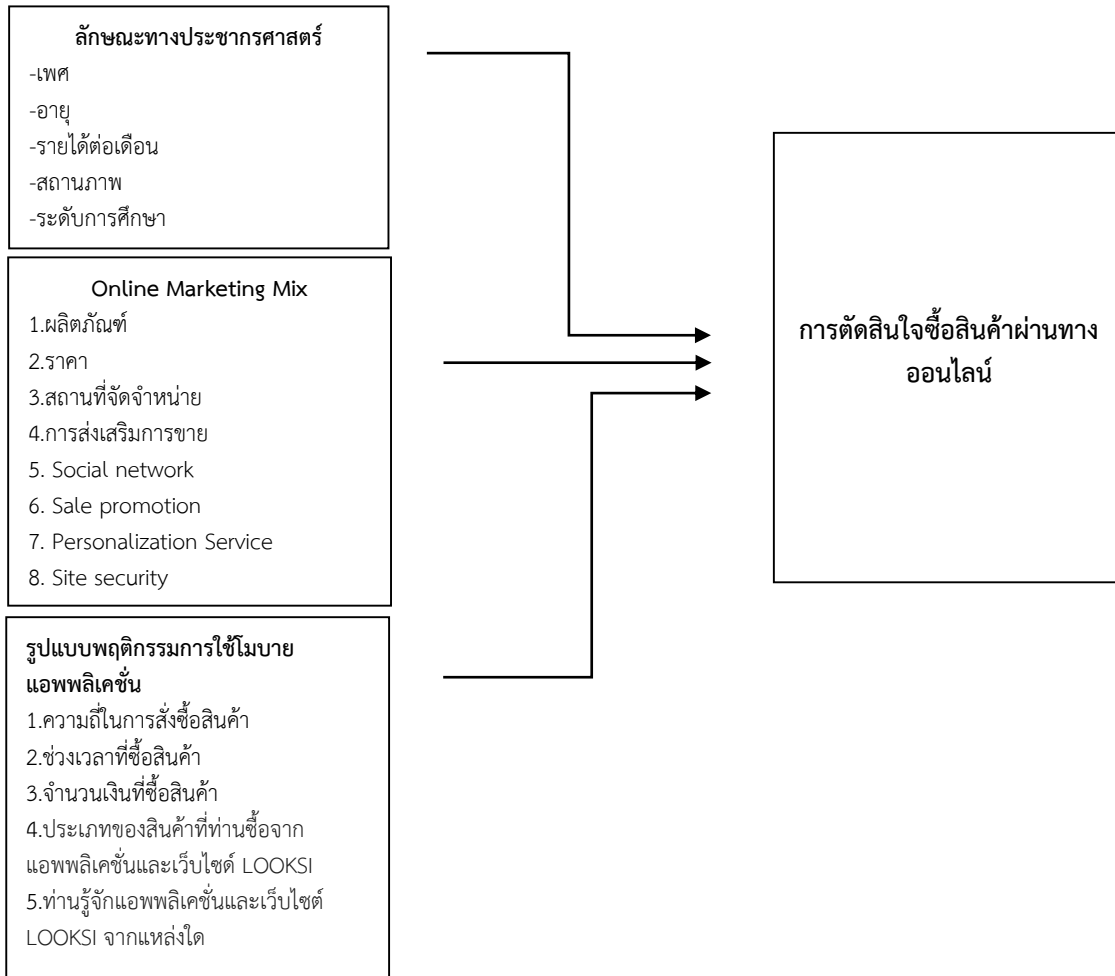 ลักษณะทางประชากรศาสตร์
-เพศ
-อายุ
-รายได้ต่อเดือน
-สถานภาพ
-ระดับการศึกษา
Online Marketing Mix
1.ผลิตภัณฑ์
2.ราคา
3.สถานที่จัดจำหน่าย
4.การส่งเสริมการขาย
5. Social network
6. Sale promotion
7. Personalization Service
8. Site security
รูปแบบพฤติกรรมการใช้โมบาย
แอพพลิเคชั่น
1.ความถี่ในการสั่งซื้อสินค้า
2.ช่วงเวลาที่ซื้อสินค้า
3.จำนวนเงินที่ซื้อสินค้า
4.ประเภทของสินค้าที่ท่านซื้อจาก
แอพพลิเคชั่นและเว็บไซด์ LOOKSI
5.ท่านรู้จักแอพพลิเคชั่นและเว็บไซต์
LOOKSI จากแหล่งใด
การตัดสินใจซื้อสินค้าผ่านทาง
ออนไลน์